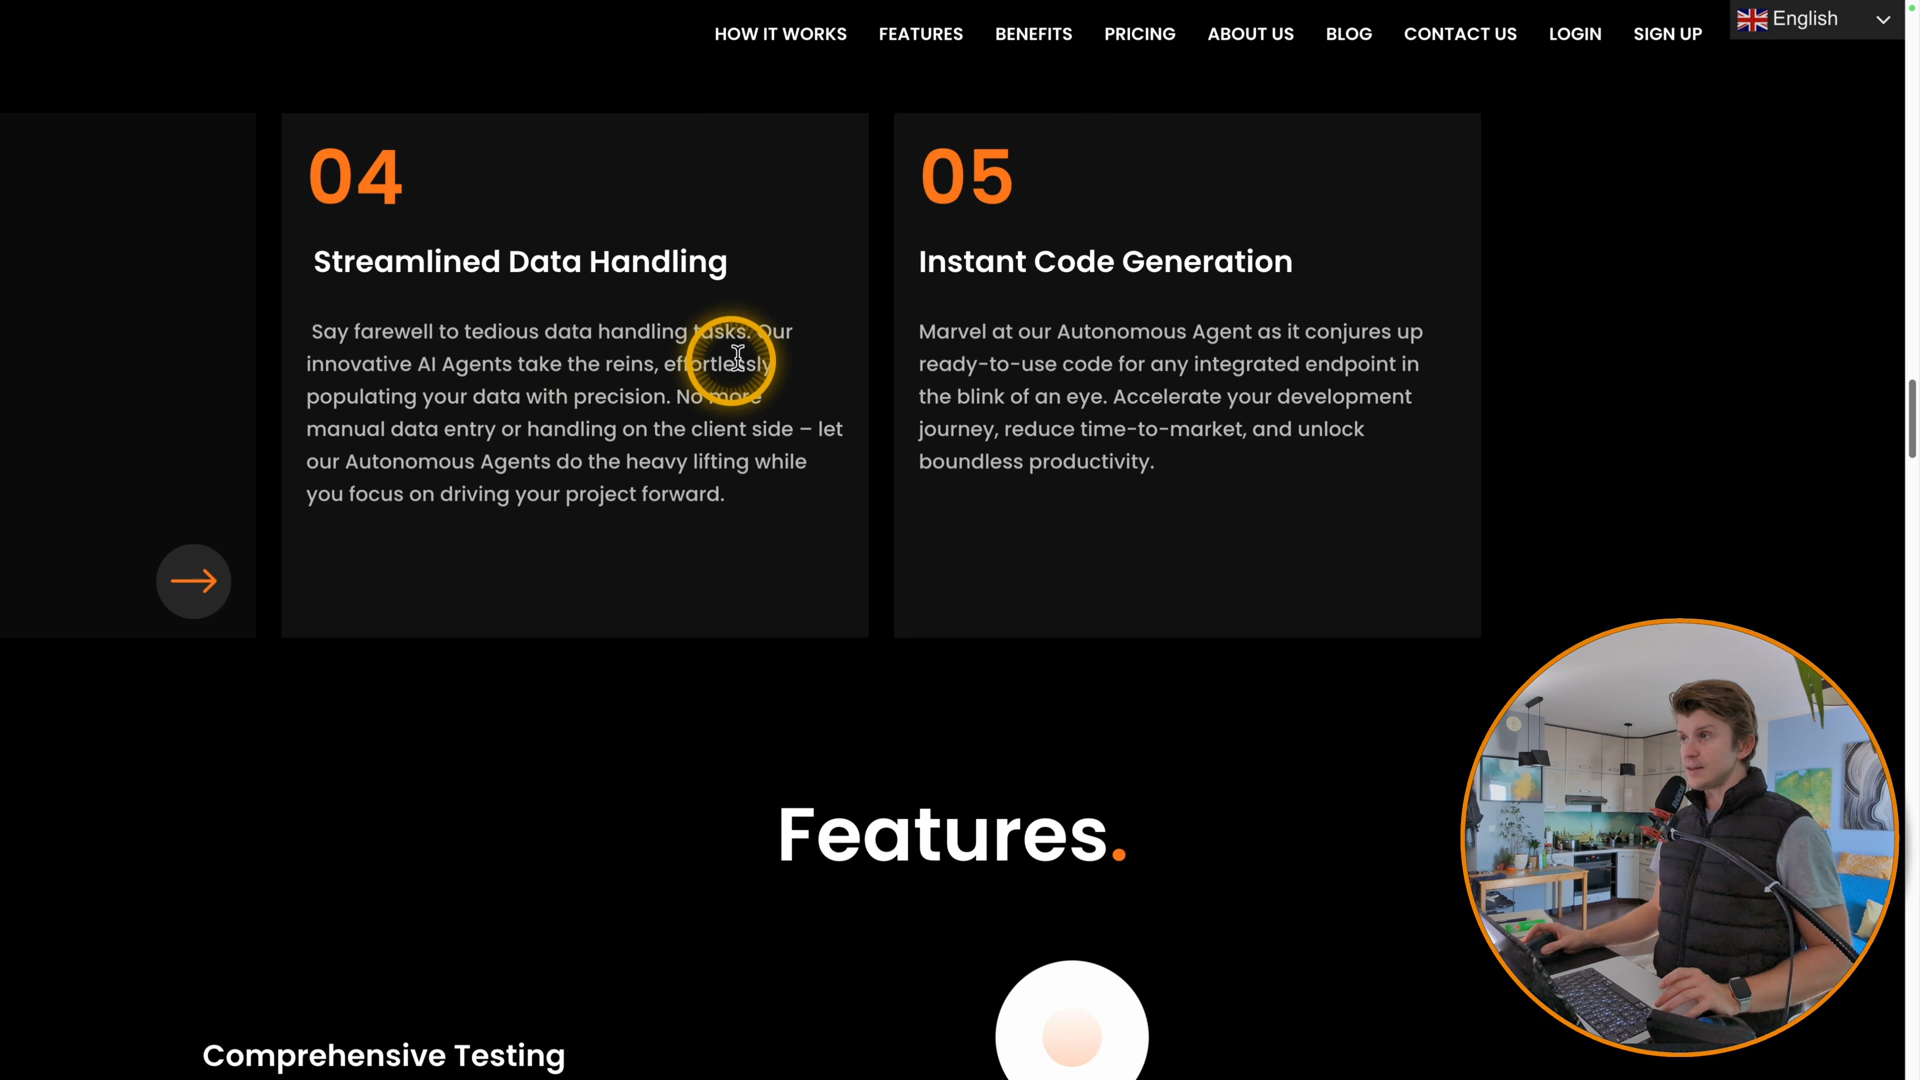 HOW IT WORKS FEATURES BENEFITS PRICING ABOUT US BLOG CONTACT US LOGIN SIGN UP English
04
Streamlined Data Handling
Say farewell to tedious data handling tasks. Our
innovative AI Agents take the reins, effortlessly
populating your data with precision. No more
manual data entry or handling on the client side – let
our Autonomous Agents do the heavy lifting while
you focus on driving your project forward.
05
Instant Code Generation
Marvel at our Autonomous Agent as it conjures up
ready-to-use code for any integrated endpoint in
the blink of an eye. Accelerate your development
journey, reduce time-to-market, and unlock
boundless productivity.
Features.
Comprehensive Testing